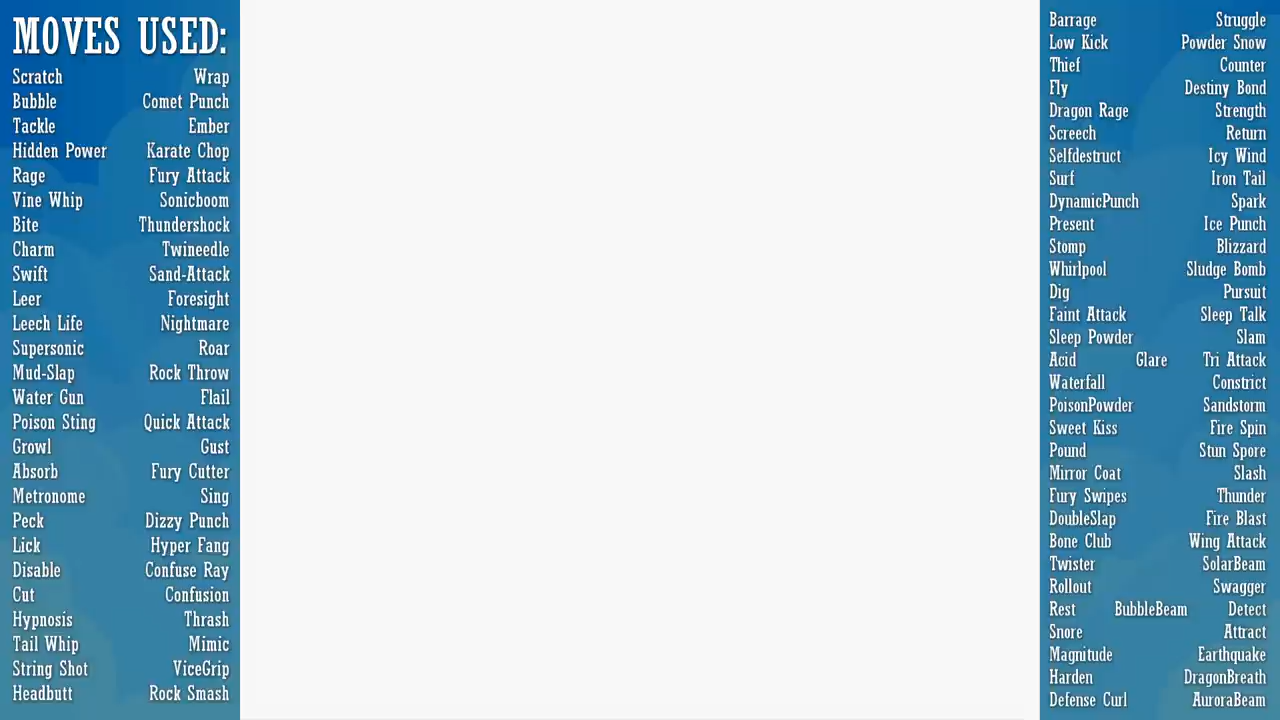 MOVES USED:
Scratch Wrap
Bubble Comet Punch
Tackle Ember
Hidden Power Karate Chop
Rage Fury Attack
Vine Whip Sonicboom
Bite Thundershock
Charm Twineedle
Swift Sand-Attack
Leer Foresight
Leech Life Nightmare
Supersonic Roar
Mud-Slap Rock Throw
Water Gun Flail
Poison Sting Quick Attack
Growl Gust
Absorb Fury Cutter
Metronome Sing
Peck Dizzy Punch
Lick Hyper Fang
Disable Confuse Ray
Cut Confusion
Hypnosis Thrash
Tail Whip Mimic
String Shot ViceGrip
Headbutt Rock Smash
Barrage Struggle
Low Kick Powder Snow
Thief Counter
Fly Destiny Bond
Dragon Rage Strength
Screech Return
Selfdestruct Icy Wind
Surf Iron Tail
DynamicPunch Spark
Present Ice Punch
Stomp Blizzard
Whirlpool Sludge Bomb
Dig Pursuit
Faint Attack Sleep Talk
Sleep Powder Slam
Acid Glare Tri Attack
Waterfall Constrict
PoisonPowder Sandstorm
Sweet Kiss Fire Spin
Pound Stun Spore
Mirror Coat Slash
Fury Swipes Thunder
DoubleSlap Fire Blast
Bone Club Wing Attack
Twister SolarBeam
Rollout Swagger
Rest BubbleBeam Detect
Snore Attract
Magnitude Earthquake
Harden DragonBreath
Defense Curl AuroraBeam